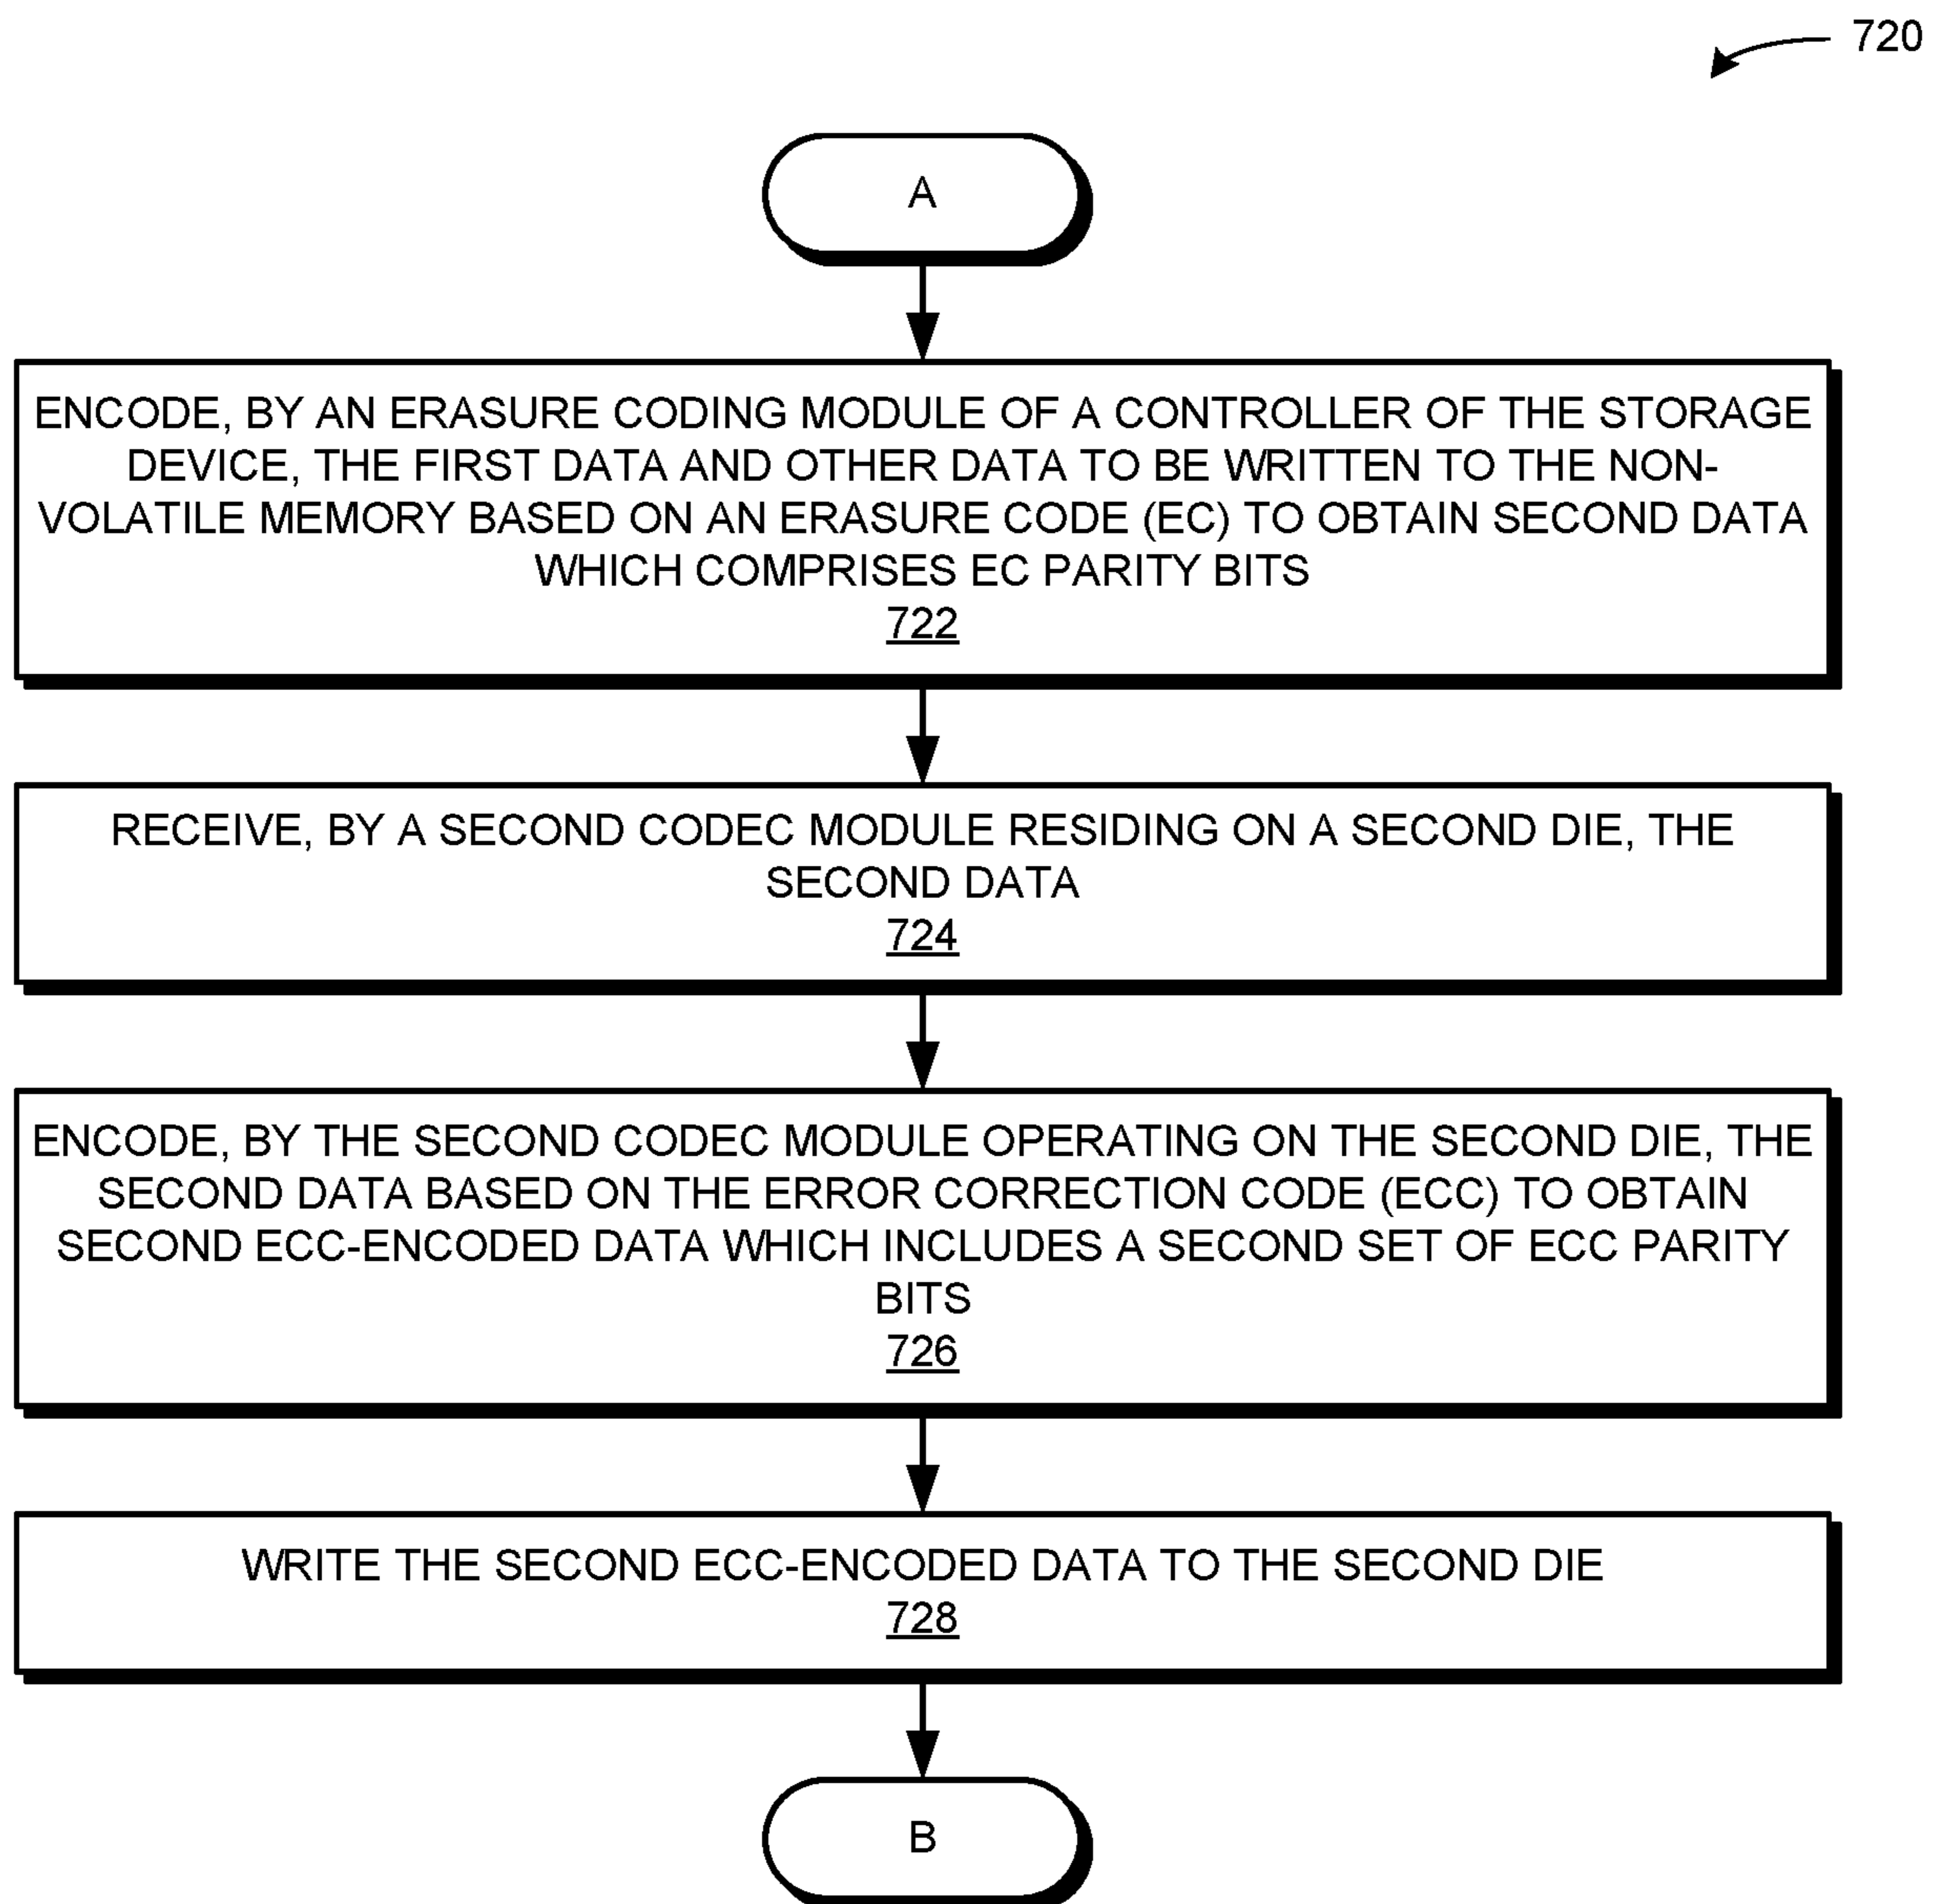 720
A
ENCODE, BY AN ERASURE CODING MODULE OF A CONTROLLER OF THE STORAGE
DEVICE, THE FIRST DATA AND OTHER DATA TO BE WRITTEN TO THE NON-
VOLATILE MEMORY BASED ON AN ERASURE CODE (EC) TO OBTAIN SECOND DATA
WHICH COMPRISES EC PARITY BITS
722
RECEIVE, BY A SECOND CODEC MODULE RESIDING ON A SECOND DIE, THE
SECOND DATA
724
ENCODE, BY THE SECOND CODEC MODULE OPERATING ON THE SECOND DIE, THE
SECOND DATA BASED ON THE ERROR CORRECTION CODE (ECC) TO OBTAIN
SECOND ECC-ENCODED DATA WHICH INCLUDES A SECOND SET OF ECC PARITY
BITS
726
WRITE THE SECOND ECC-ENCODED DATA TO THE SECOND DIE
728
B